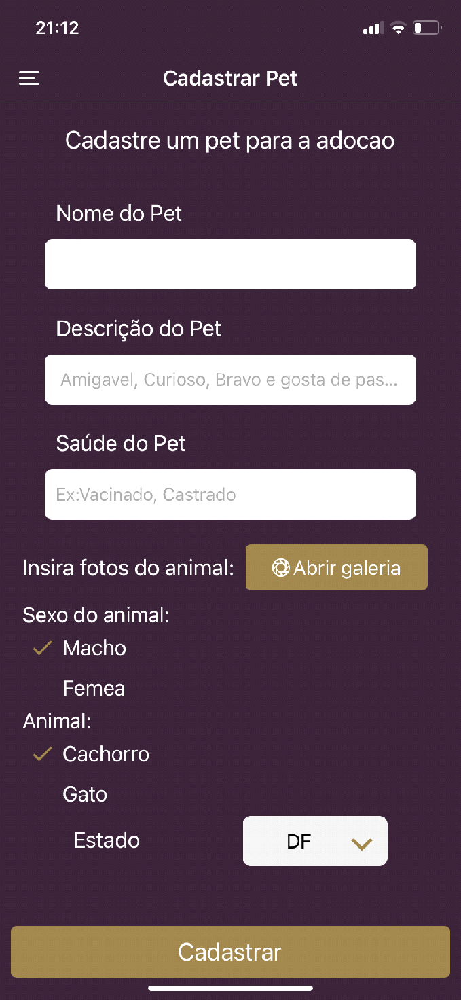 21:12
Cadastrar Pet
Cadastre um pet para a adocao
Nome do Pet
Descrição do Pet
Amigavel, Curioso, Bravo e gosta de pas...
Saúde do Pet
Ex:Vacinado, Castrado
Insira fotos do animal: Abrir galeria
Sexo do animal:
Macho
Femea
Animal:
Cachorro
Gato
Estado DF
Cadastrar